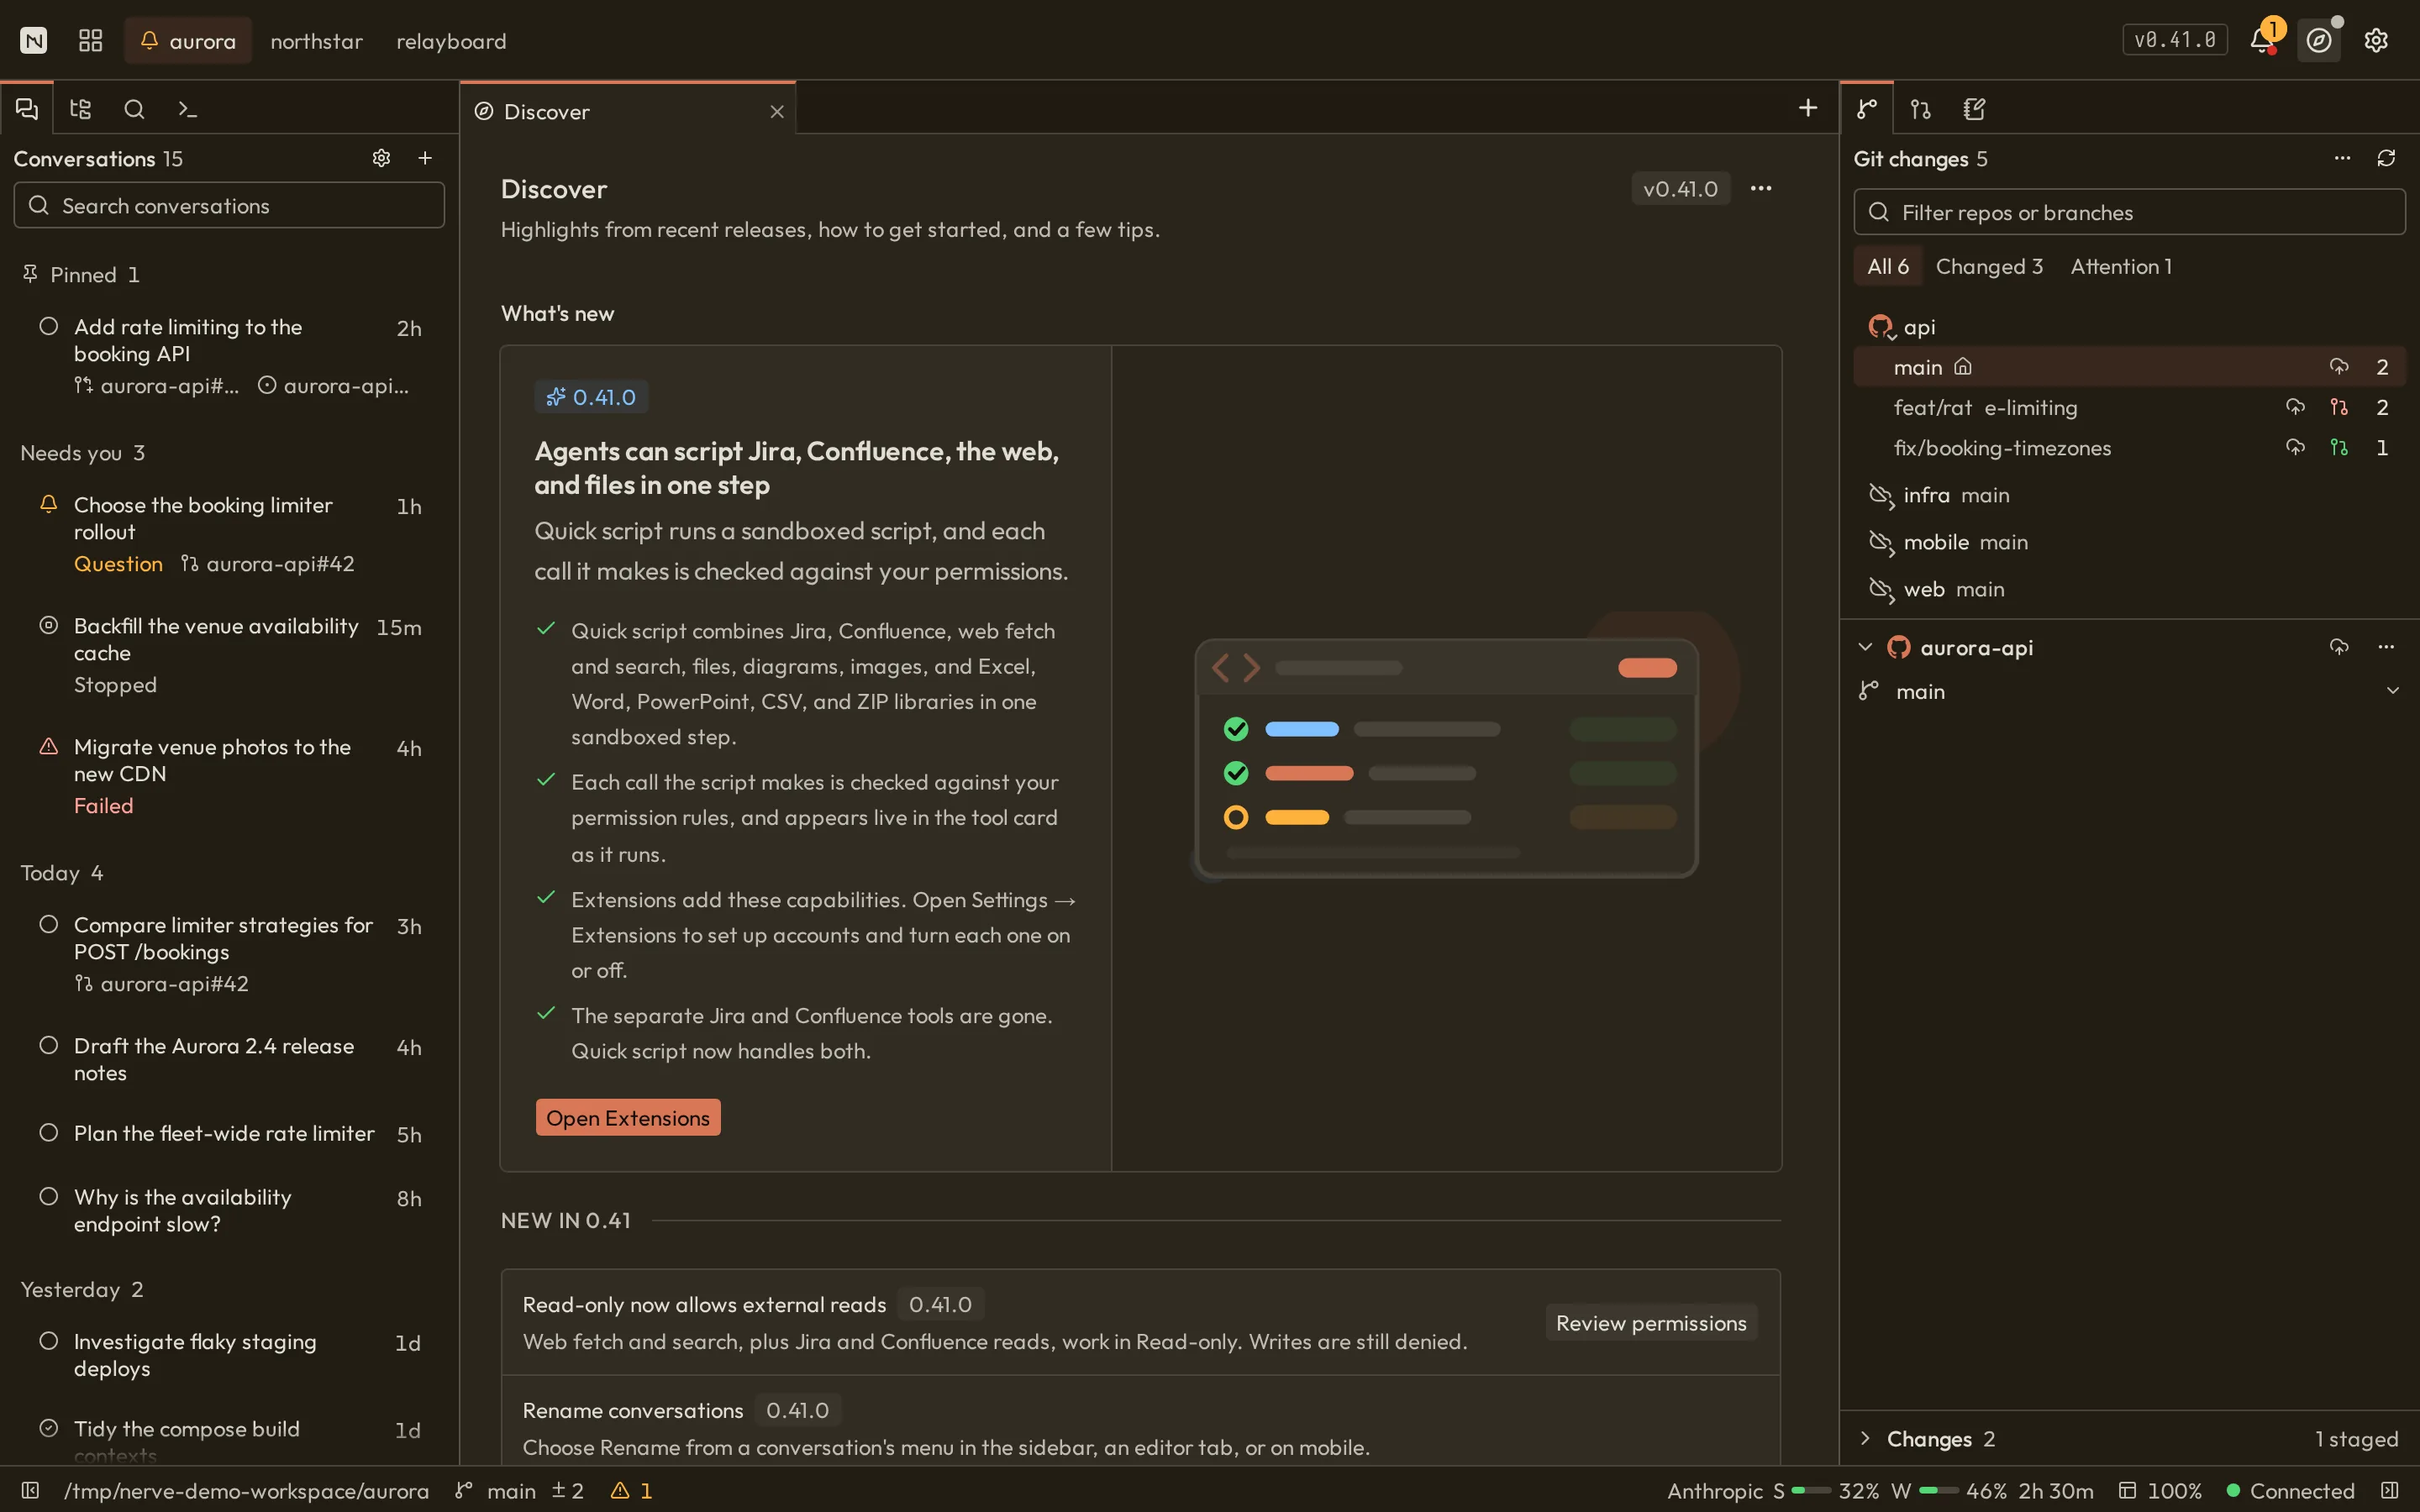 aurora
northstar
relayboard
v0.41.0
1
Conversations 15
Search conversations
Pinned 1
Add rate limiting to the
booking API
2h
aurora-api#...
aurora-api...
Needs you 3
Choose the booking limiter
rollout
1h
Question
aurora-api#42
Backfill the venue availability
cache
15m
Stopped
Migrate venue photos to the
new CDN
4h
Failed
Today 4
Compare limiter strategies for
POST /bookings
3h
aurora-api#42
Draft the Aurora 2.4 release
notes
4h
Plan the fleet-wide rate limiter
5h
Why is the availability
endpoint slow?
8h
Yesterday 2
Investigate flaky staging
deploys
1d
Tidy the compose build
contexts
1d
Discover
Discover
v0.41.0
Highlights from recent releases, how to get started, and a few tips.
What's new
0.41.0
Agents can script Jira, Confluence, the web,
and files in one step
Quick script runs a sandboxed script, and each
call it makes is checked against your permissions.
Quick script combines Jira, Confluence, web fetch
and search, files, diagrams, images, and Excel,
Word, PowerPoint, CSV, and ZIP libraries in one
sandboxed step.
Each call the script makes is checked against your
permission rules, and appears live in the tool card
as it runs.
Extensions add these capabilities. Open Settings →
Extensions to set up accounts and turn each one on
or off.
The separate Jira and Confluence tools are gone.
Quick script now handles both.
Open Extensions
NEW IN 0.41
Read-only now allows external reads 0.41.0
Web fetch and search, plus Jira and Confluence reads, work in Read-only. Writes are still denied.
Review permissions
Rename conversations 0.41.0
Choose Rename from a conversation's menu in the sidebar, an editor tab, or on mobile.
Git changes 5
Filter repos or branches
All 6
Changed 3
Attention 1
api
main
2
feat/rat e-limiting
2
fix/booking-timezones
1
infra main
mobile main
web main
aurora-api
main
Changes 2
1 staged
/tmp/nerve-demo-workspace/aurora
main ±2
1
Anthropic S 32% W 46% 2h 30m
100%
Connected